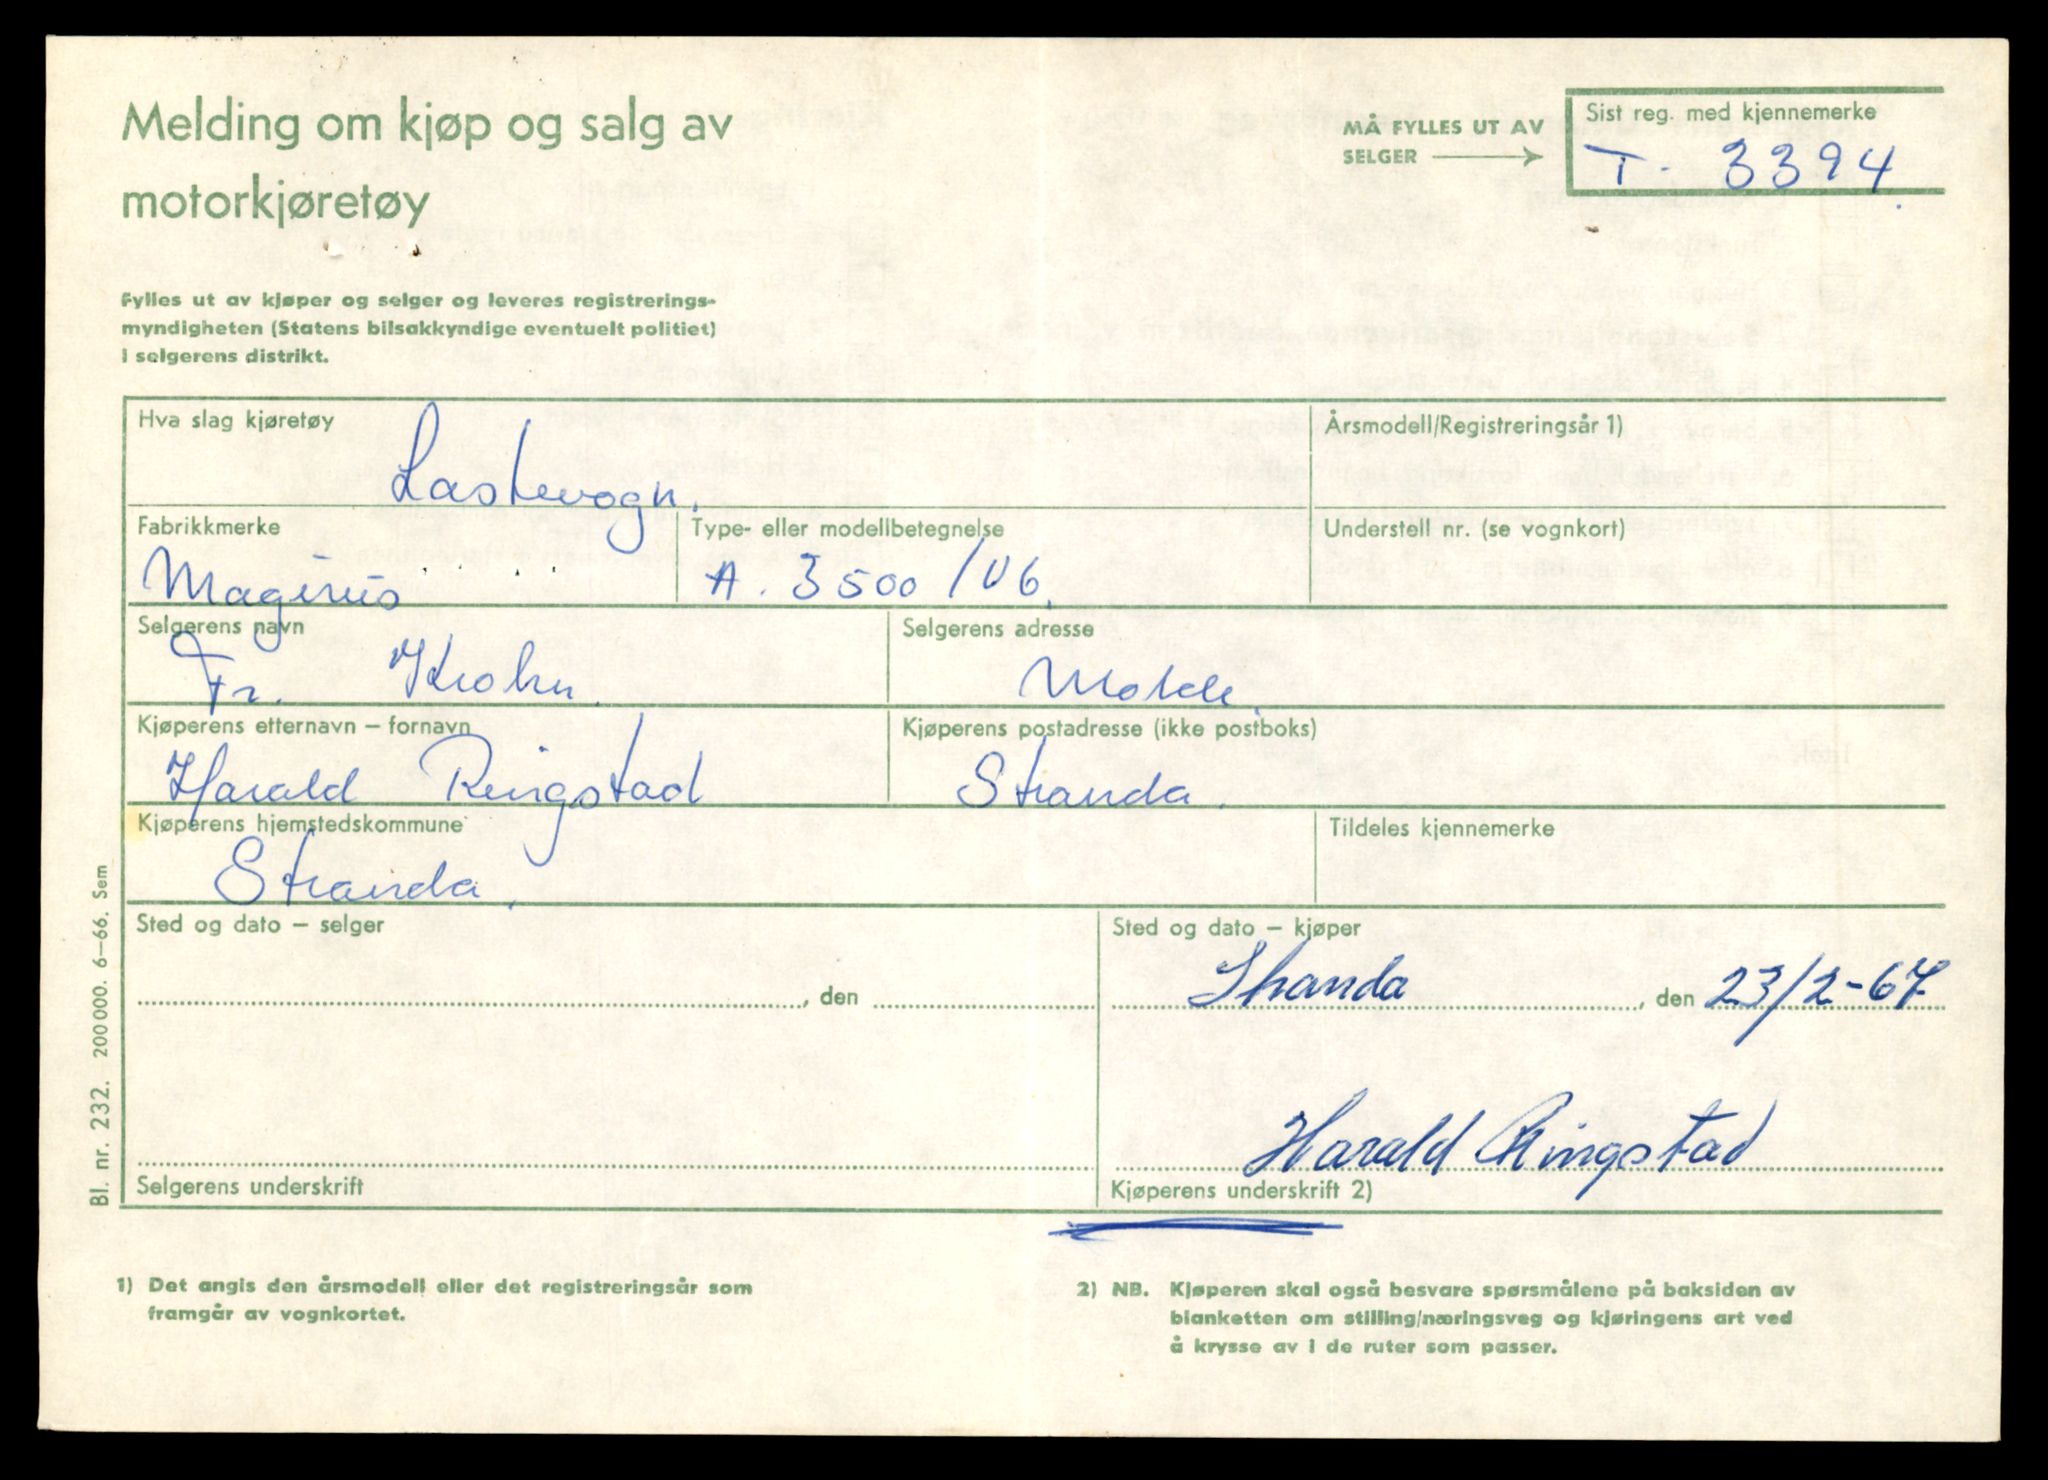 Melding om kjøp og salg av
motorkjøretøy
MÅ FYLLES UT AV
SELGER
Sist reg. med kjennemerke
T - 3394
Fylles ut av kjøper og selger og leveres registrerings-
myndigheten (Statens bilsakkyndige eventuelt politiet)
i selgerens distrikt.
Hva slag kjøretøy
Lastevogn.
Årsmodell/Registreringsår 1)
Fabrikkmerke
Magirus
Type- eller modellbetegnelse
A. 3500/V6.
Understell nr. (se vognkort)
Selgerens navn
Fr. Krohn.
Selgerens adresse
Molde.
Kjøperens etternavn – fornavn
Harald Ringstad
Kjøperens postadresse (ikke postboks)
Stranda.
Kjøperens hjemstedskommune
Stranda.
Tildeles kjennemerke
Sted og dato – selger
, den
Sted og dato – kjøper
Stranda, den 23/2-67
Selgerens underskrift
Harald Ringstad
Kjøperens underskrift 2)
Bl. nr. 232. 200 000. 6–66. Sem
1) Det angis den årsmodell eller det registreringsår som
framgår av vognkortet.
2) NB. Kjøperen skal også besvare spørsmålene på baksiden av
blanketten om stilling/næringsveg og kjøringens art ved
å krysse av i de ruter som passer.